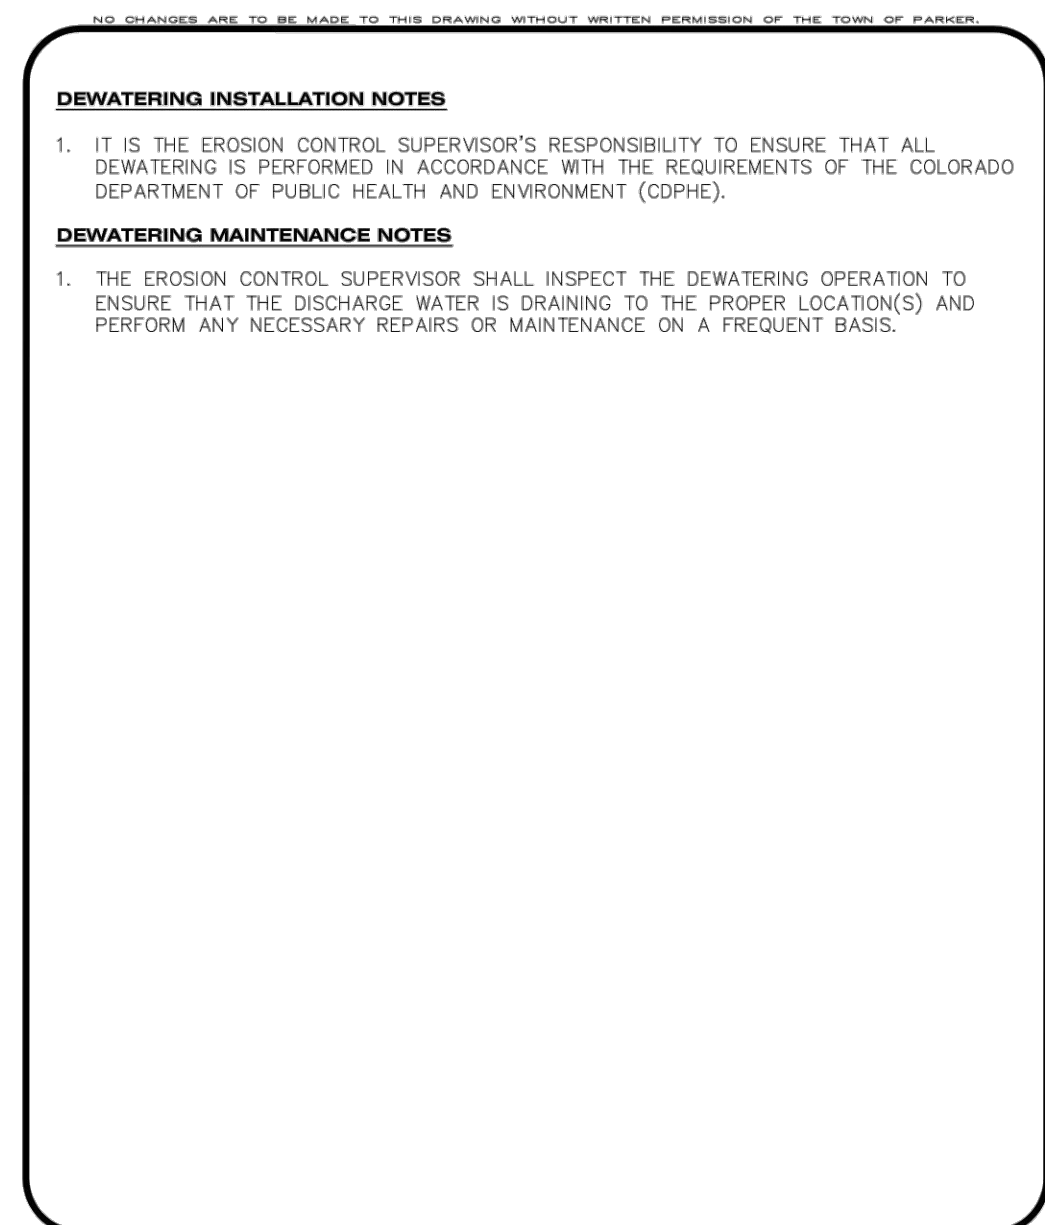 NO CHANGES ARE TO BE MADE TO THIS DRAWING WITHOUT WRITTEN PERMISSION OF THE TOWN OF PARKER.
DEWATERING INSTALLATION NOTES
1. IT IS THE EROSION CONTROL SUPERVISOR'S RESPONSIBILITY TO ENSURE THAT ALL
DEWATERING IS PERFORMED IN ACCORDANCE WITH THE REQUIREMENTS OF THE COLORADO
DEPARTMENT OF PUBLIC HEALTH AND ENVIRONMENT (CDPHE).
DEWATERING MAINTENANCE NOTES
1. THE EROSION CONTROL SUPERVISOR SHALL INSPECT THE DEWATERING OPERATION TO
ENSURE THAT THE DISCHARGE WATER IS DRAINING TO THE PROPER LOCATION(S) AND
PERFORM ANY NECESSARY REPAIRS OR MAINTENANCE ON A FREQUENT BASIS.